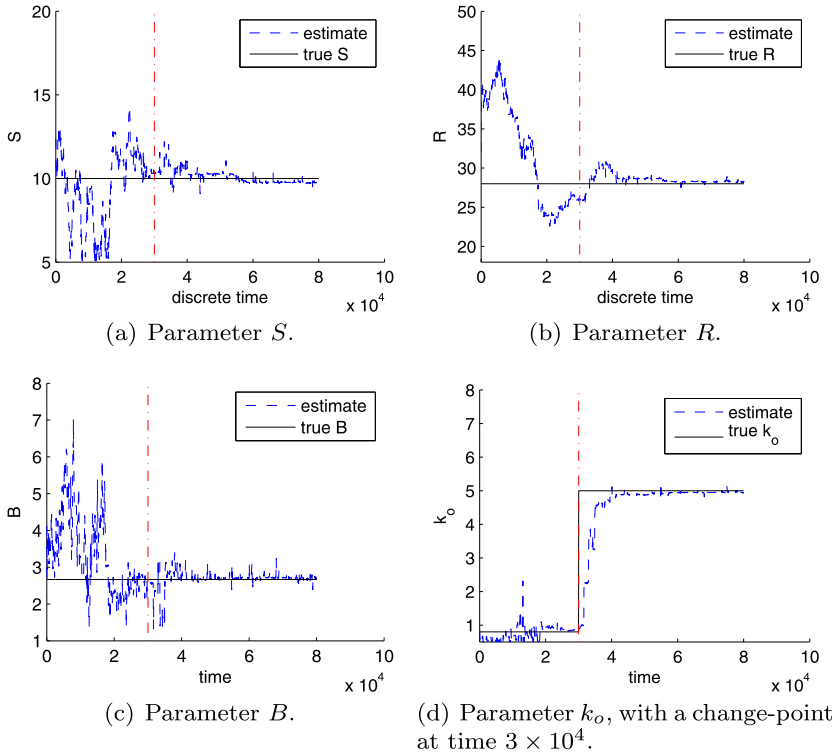 estimate
true S
20
15
10
5
S
0 2 4 6 8 10
discrete time
x 10^4
(a) Parameter S.
estimate
true R
50
45
40
35
30
25
20
R
0 2 4 6 8 10
discrete time
x 10^4
(b) Parameter R.
estimate
true B
8
7
6
5
4
3
2
1
B
0 2 4 6 8 10
time
x 10^4
(c) Parameter B.
estimate
true k_o
8
7
6
5
4
3
2
1
k_o
0 2 4 6 8 10
time
x 10^4
(d) Parameter k_o, with a change-point
at time 3 × 10^4.